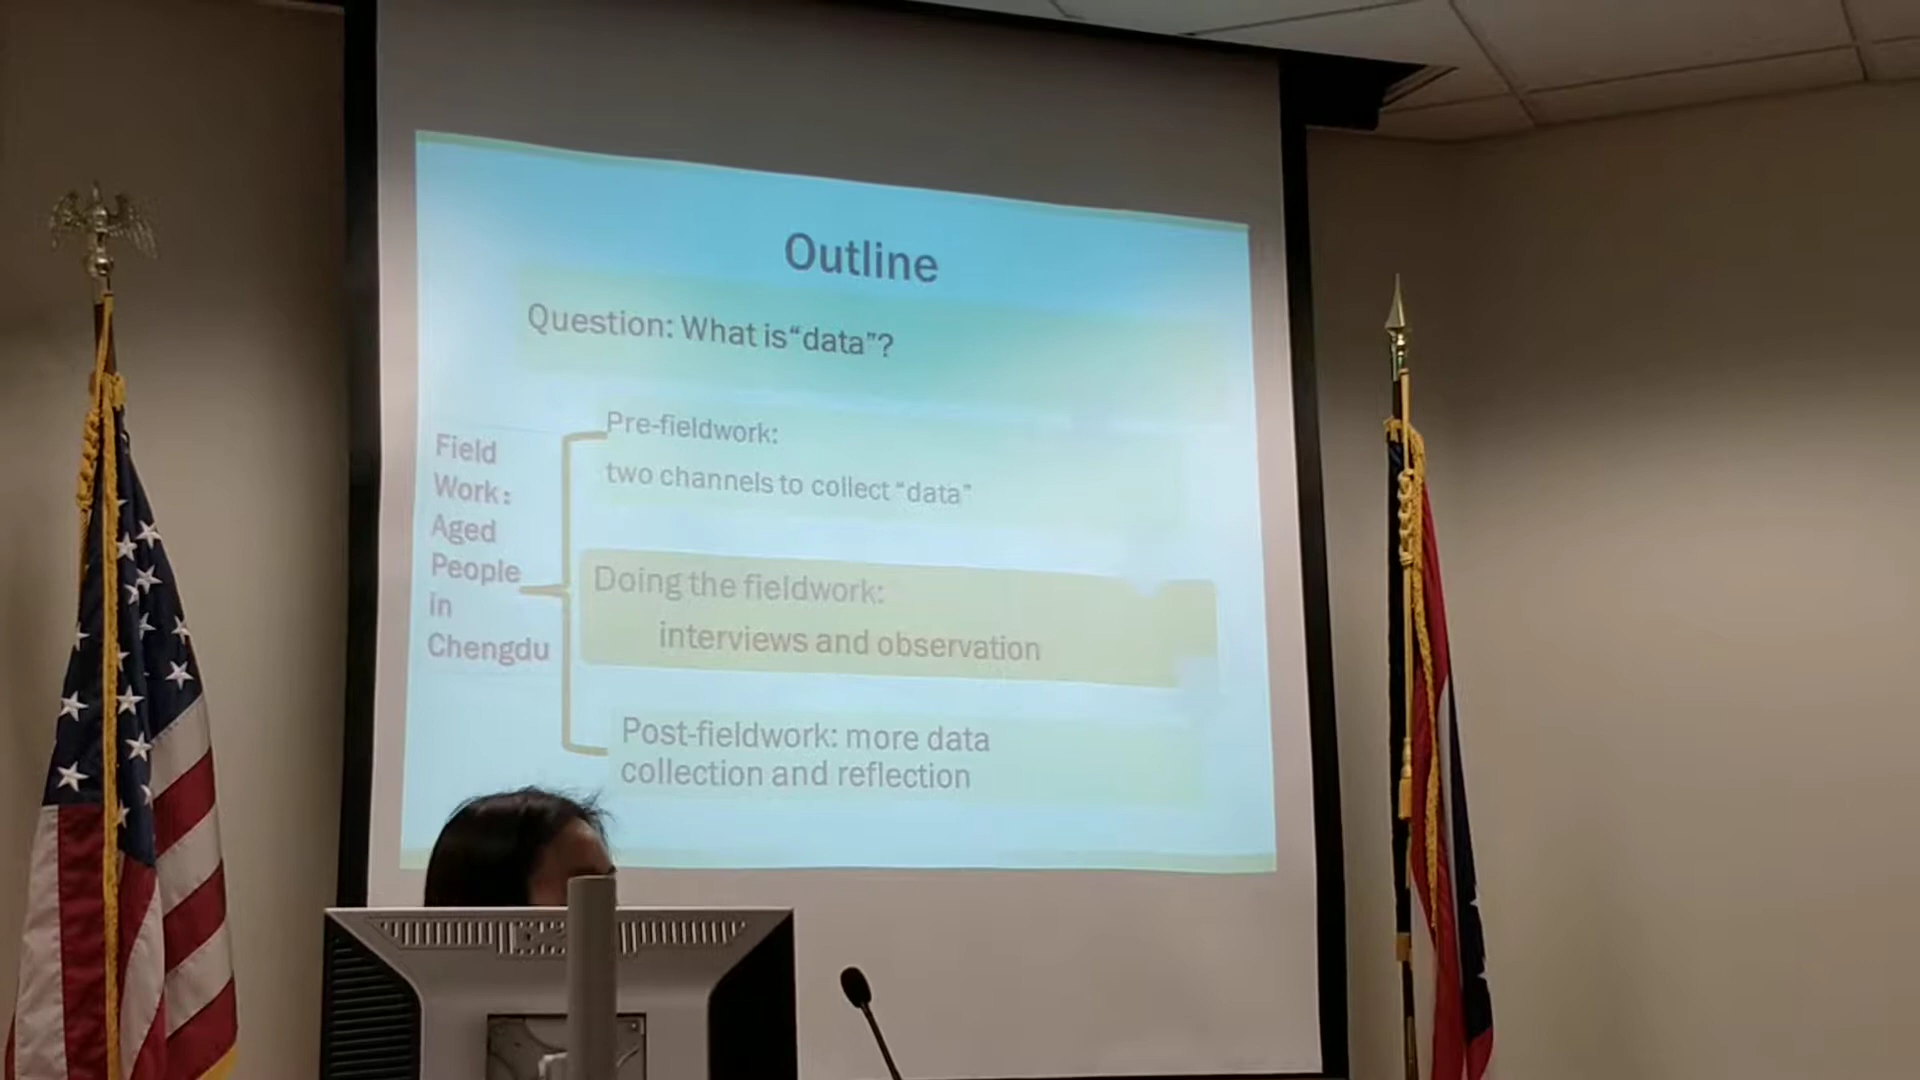 Outline
Question: What is“data”?
Field
Work：
Aged
People
in
Chengdu
Pre-fieldwork:
two channels to collect “data”
Doing the fieldwork:
interviews and observation
Post-fieldwork: more data
collection and reflection